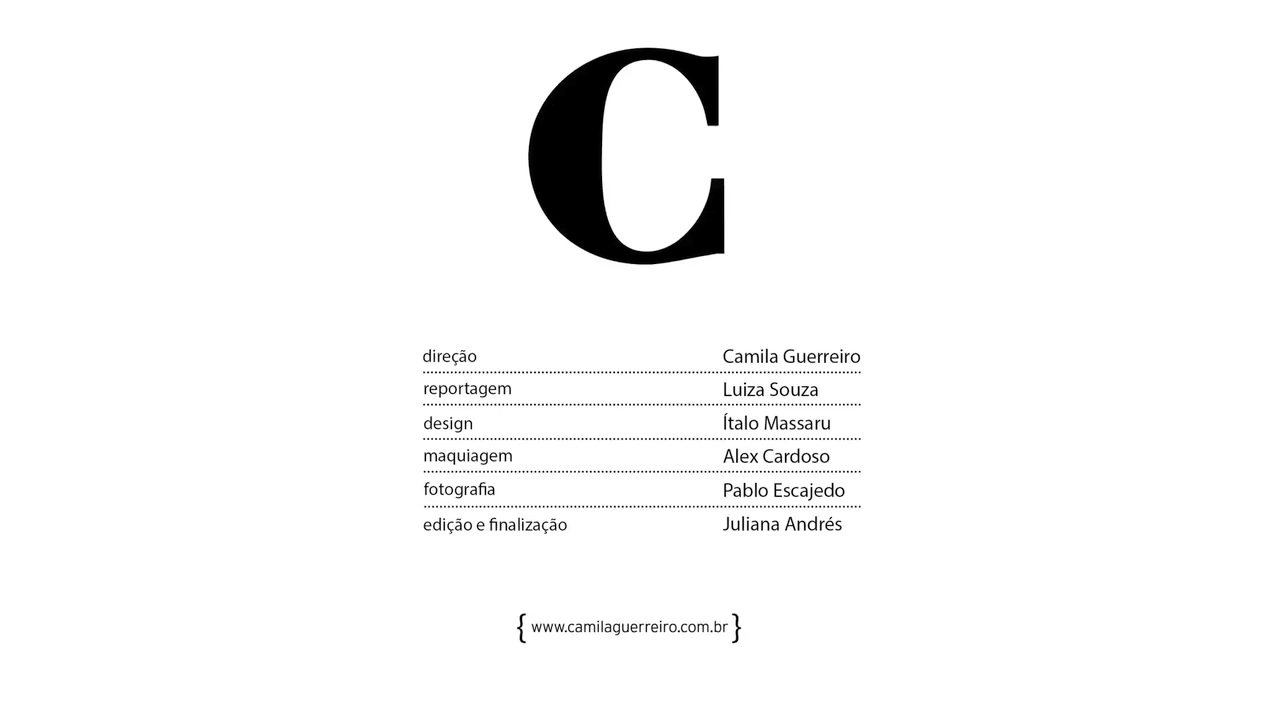 C
direção Camila Guerreiro
reportagem Luiza Souza
design Ítalo Massaru
maquiagem Alex Cardoso
fotografia Pablo Escajedo
edição e finalização Juliana Andrés
{ www.camilaguerreiro.com.br }